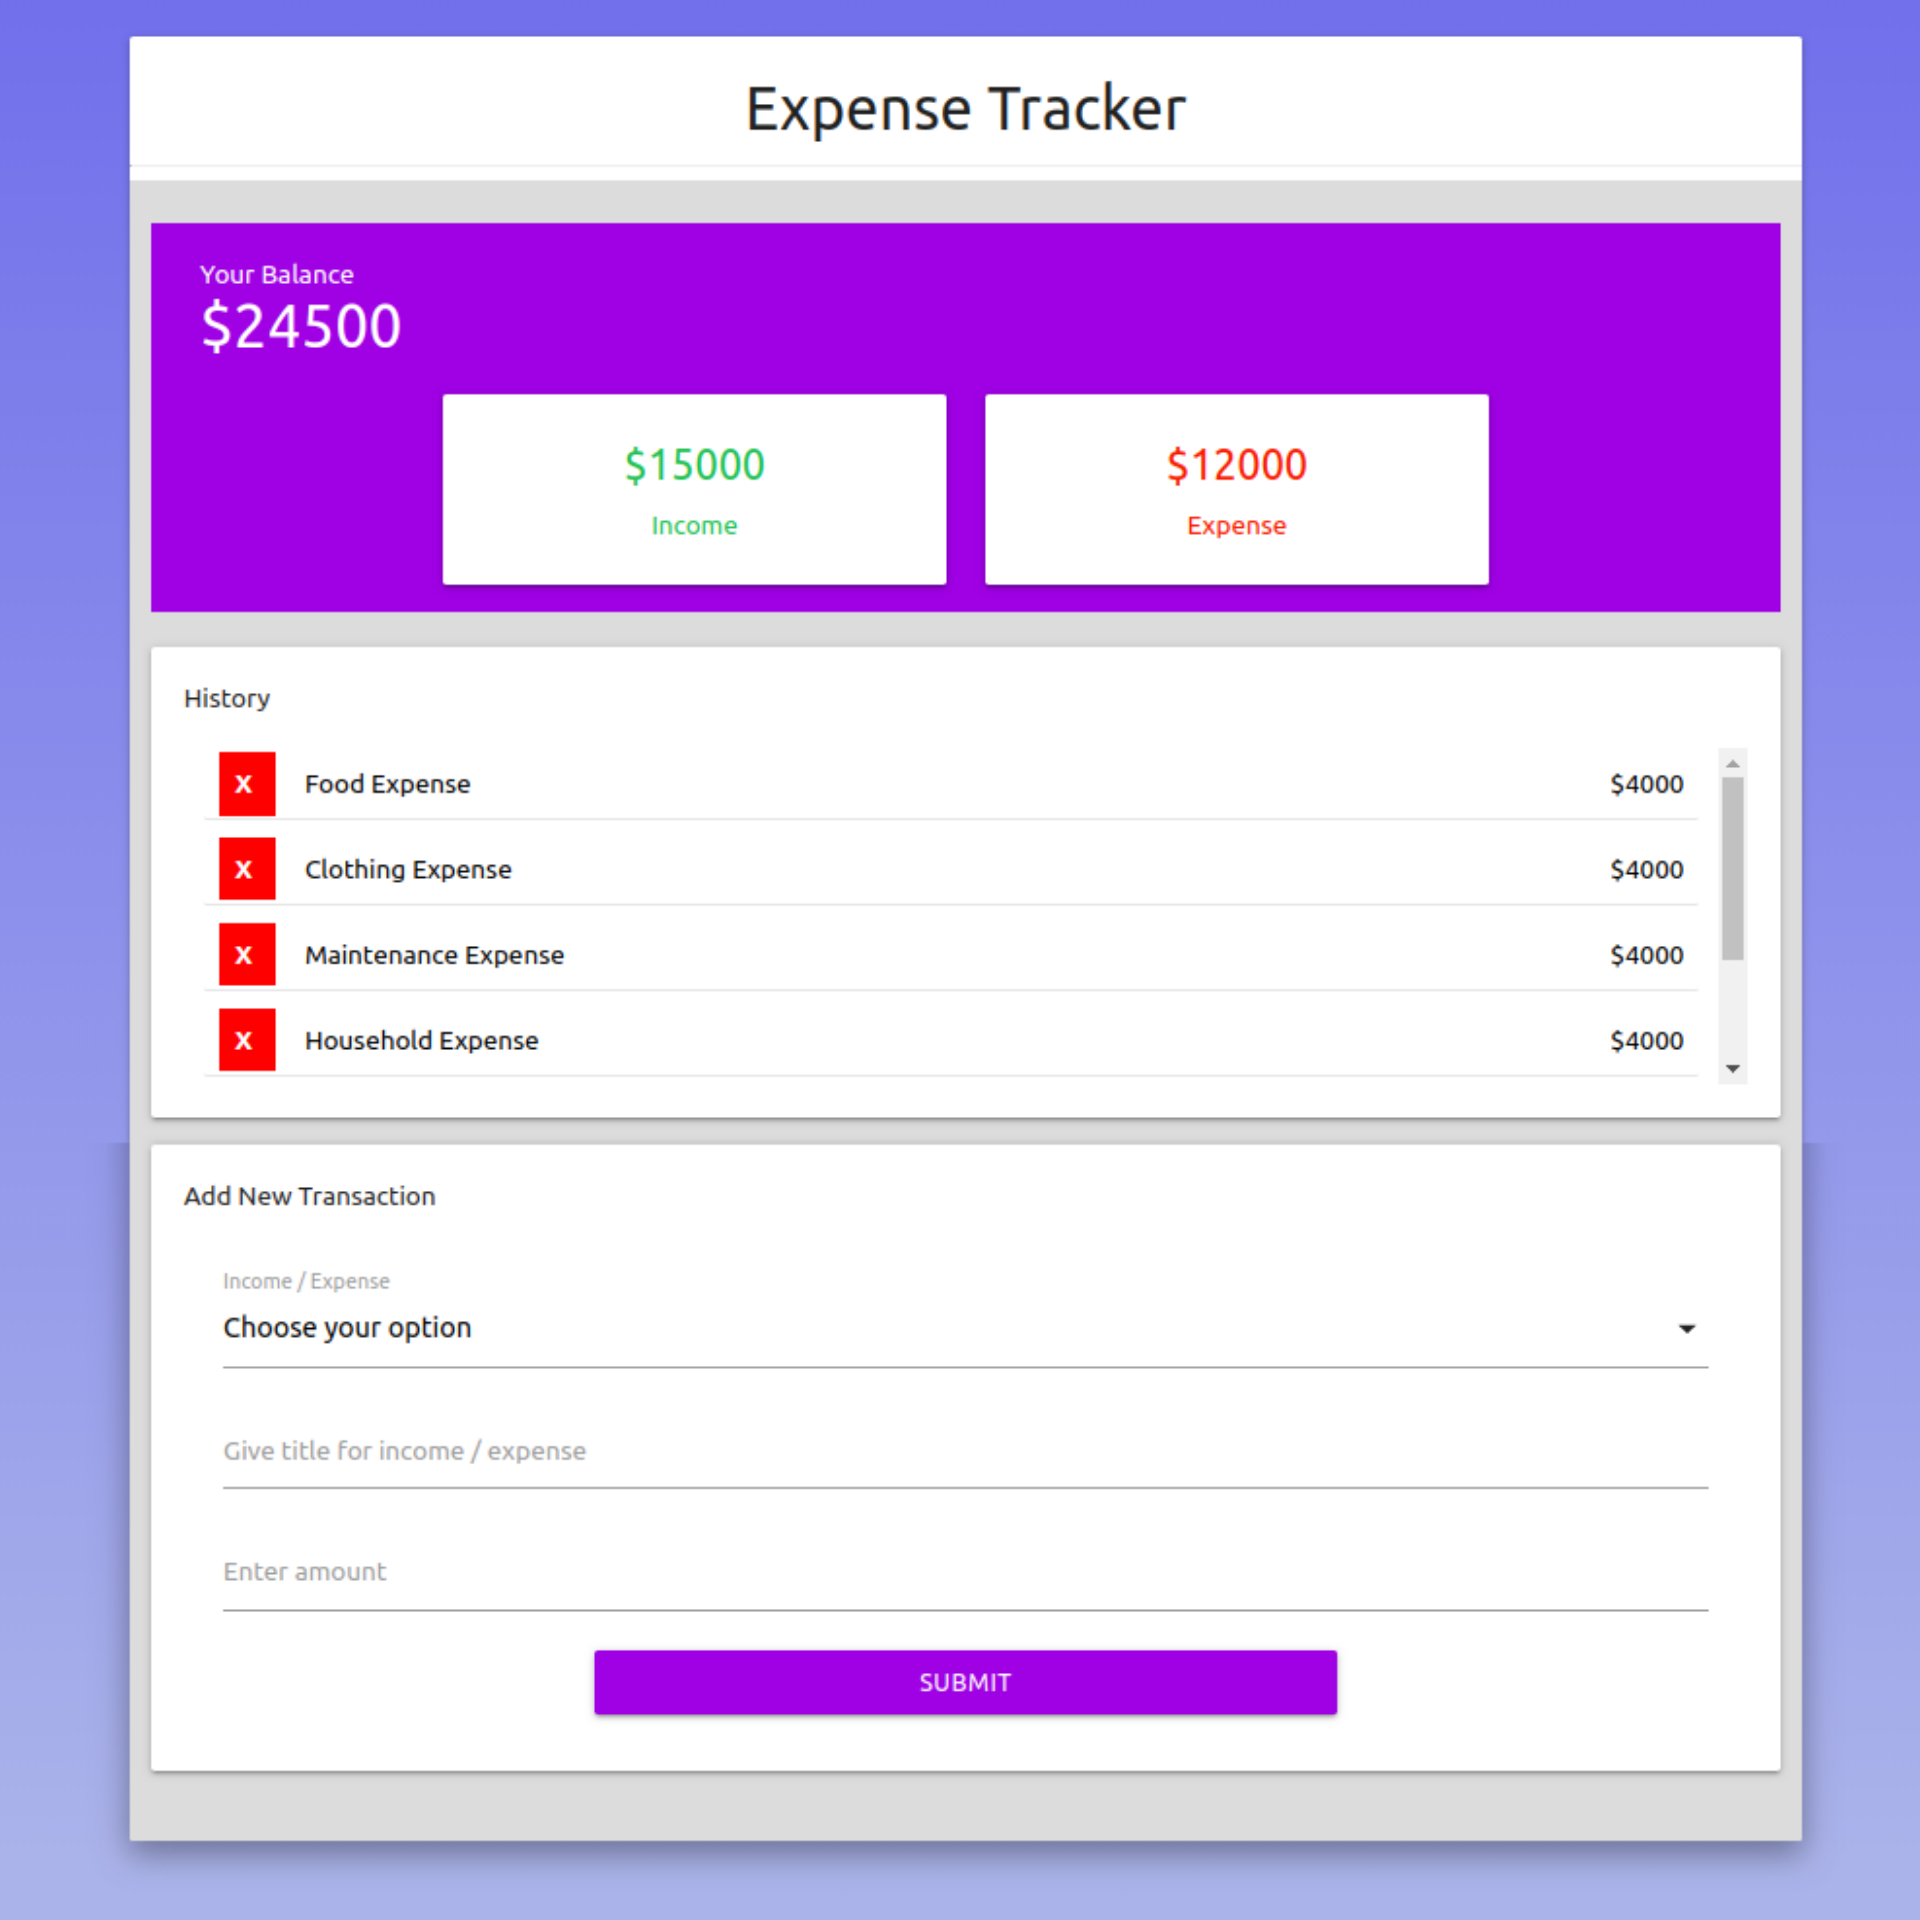 Expense Tracker
Your Balance
$24500
$15000
Income
$12000
Expense
History
X Food Expense $4000
X Clothing Expense $4000
X Maintenance Expense $4000
X Household Expense $4000
Add New Transaction
Income / Expense
Choose your option
Give title for income / expense
Enter amount
SUBMIT